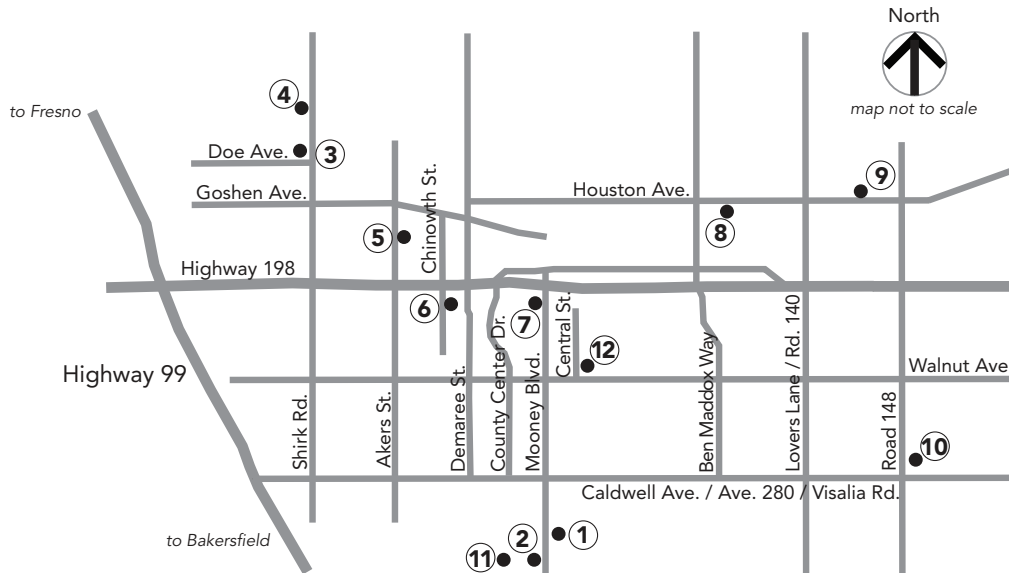 North
map not to scale
to Fresno
4
Doe Ave.
3
Goshen Ave.
Chinowth St.
Houston Ave.
9
8
5
Highway 198
6
7
Central St.
12
Highway 99
Walnut Ave
Shirk Rd.
Akers St.
Demaree St.
County Center Dr.
Mooney Blvd.
Ben Maddox Way
Lovers Lane / Rd. 140
Road 148
10
Caldwell Ave. / Ave. 280 / Visalia Rd.
to Bakersfield
11
2
1